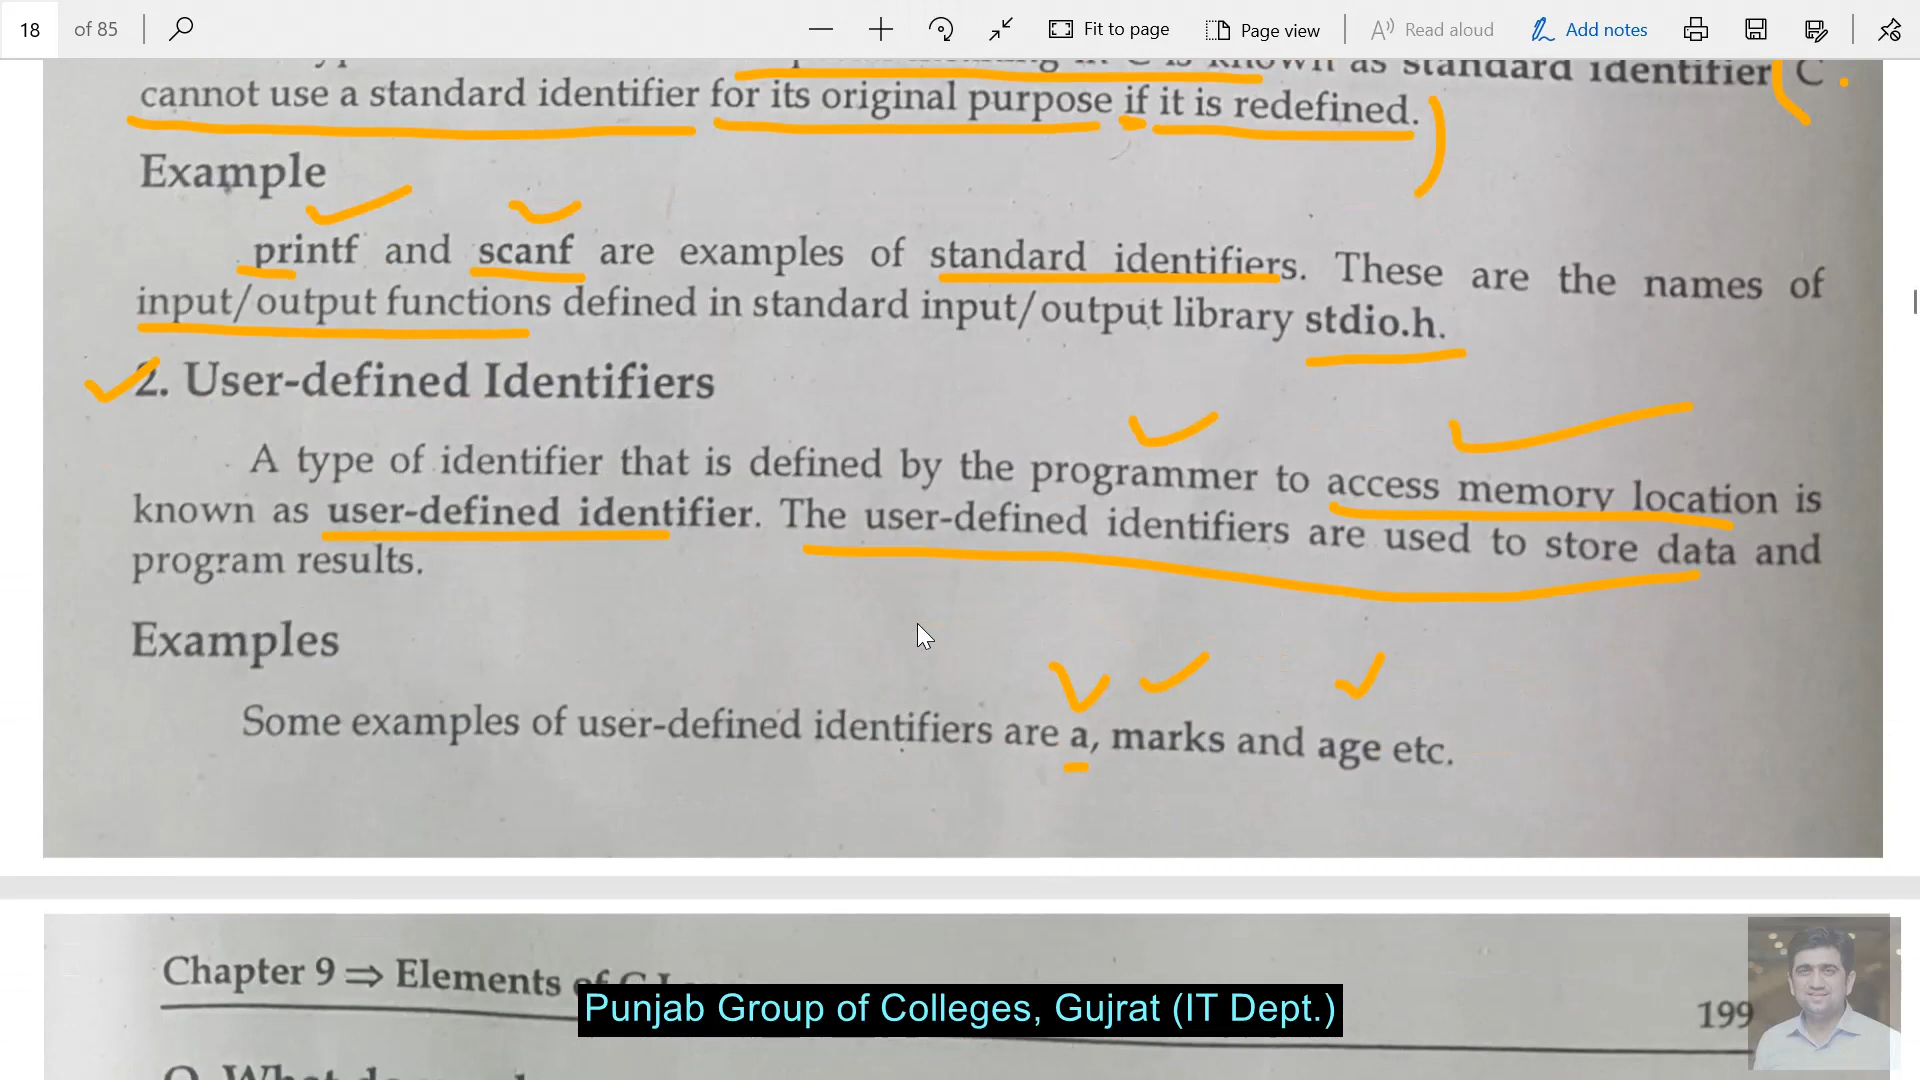 18 of 85 Fit to page Page view Read aloud Add notes
as standard identifier C
cannot use a standard identifier for its original purpose if it is redefined.
Example
printf and scanf are examples of standard identifiers. These are the names of
input/output functions defined in standard input/output library stdio.h.
2. User-defined Identifiers
A type of identifier that is defined by the programmer to access memory location is
known as user-defined identifier. The user-defined identifiers are used to store data and
program results.
Examples
Some examples of user-defined identifiers are a, marks and age etc.
Chapter 9 ⇒ Elements of C
Punjab Group of Colleges, Gujrat (IT Dept.)
199
Q. What